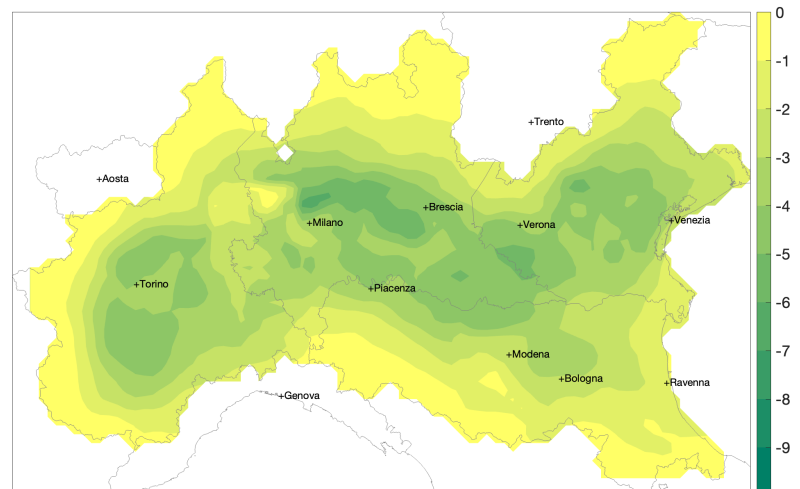 0
-1
+Trento
-2
+Aosta
-3
+Brescia
+Milano
+Verona
+Venezia
-4
-5
+Torino
+Piacenza
-6
-7
+Modena
+Bologna
+Ravenna
+Genova
-8
-9